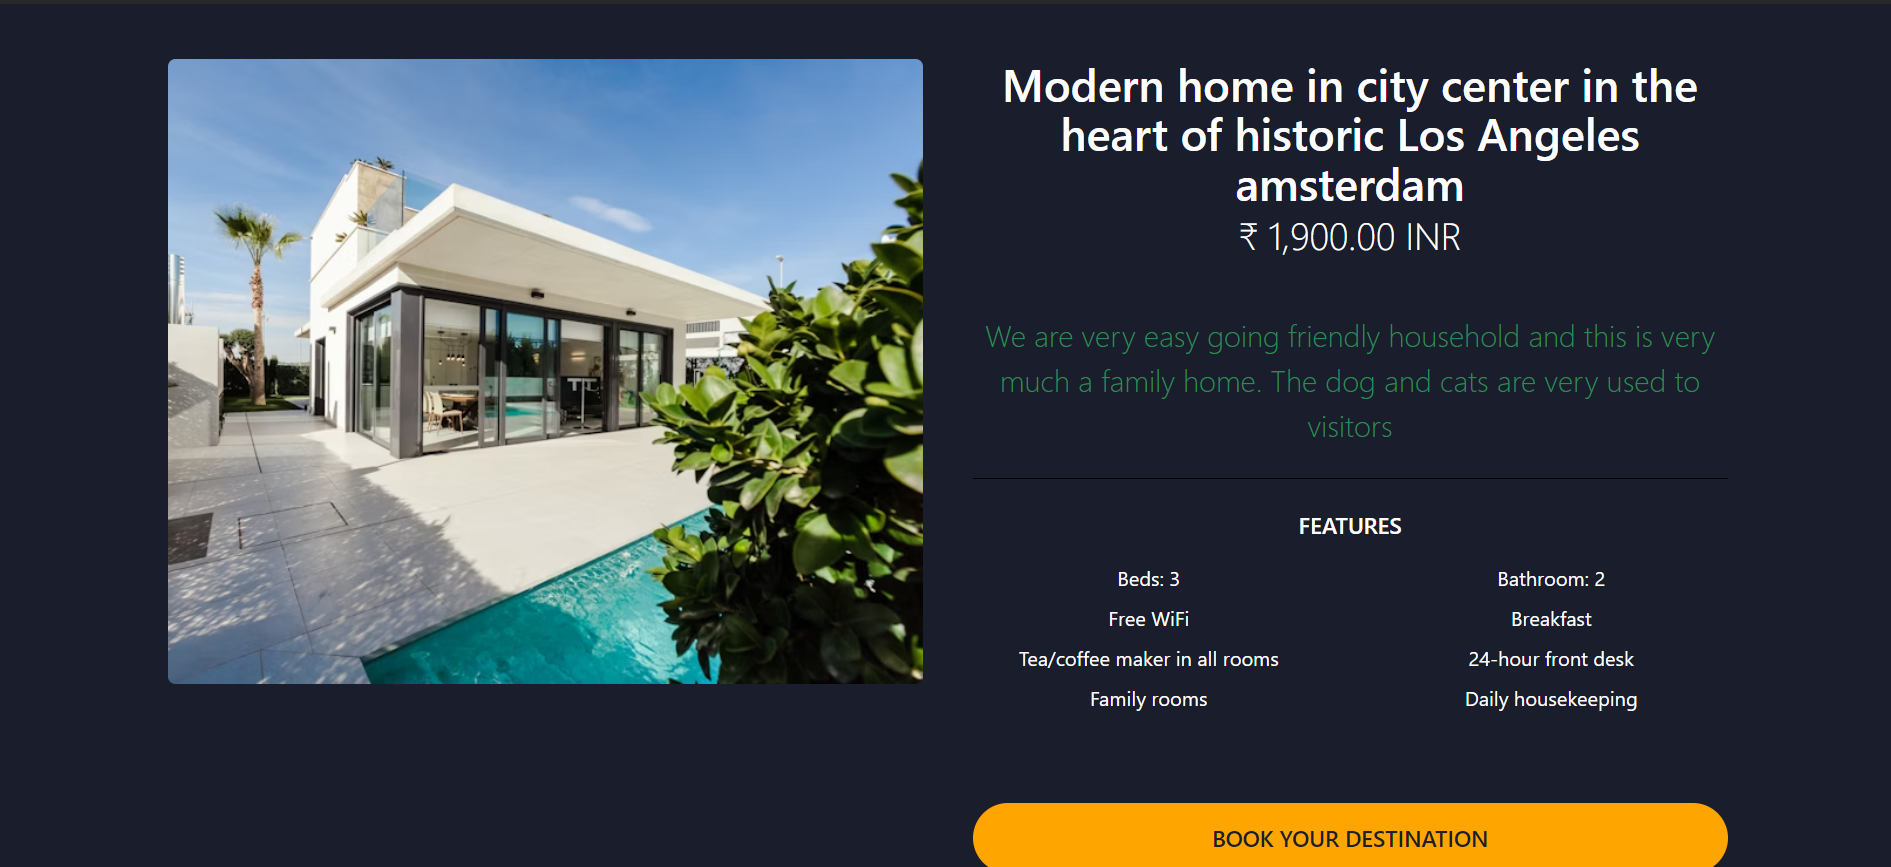 Modern home in city center in the
heart of historic Los Angeles
amsterdam
₹ 1,900.00 INR
We are very easy going friendly household and this is very
much a family home. The dog and cats are very used to
visitors
FEATURES
Beds: 3
Bathroom: 2
Free WiFi
Breakfast
Tea/coffee maker in all rooms
24-hour front desk
Family rooms
Daily housekeeping
BOOK YOUR DESTINATION